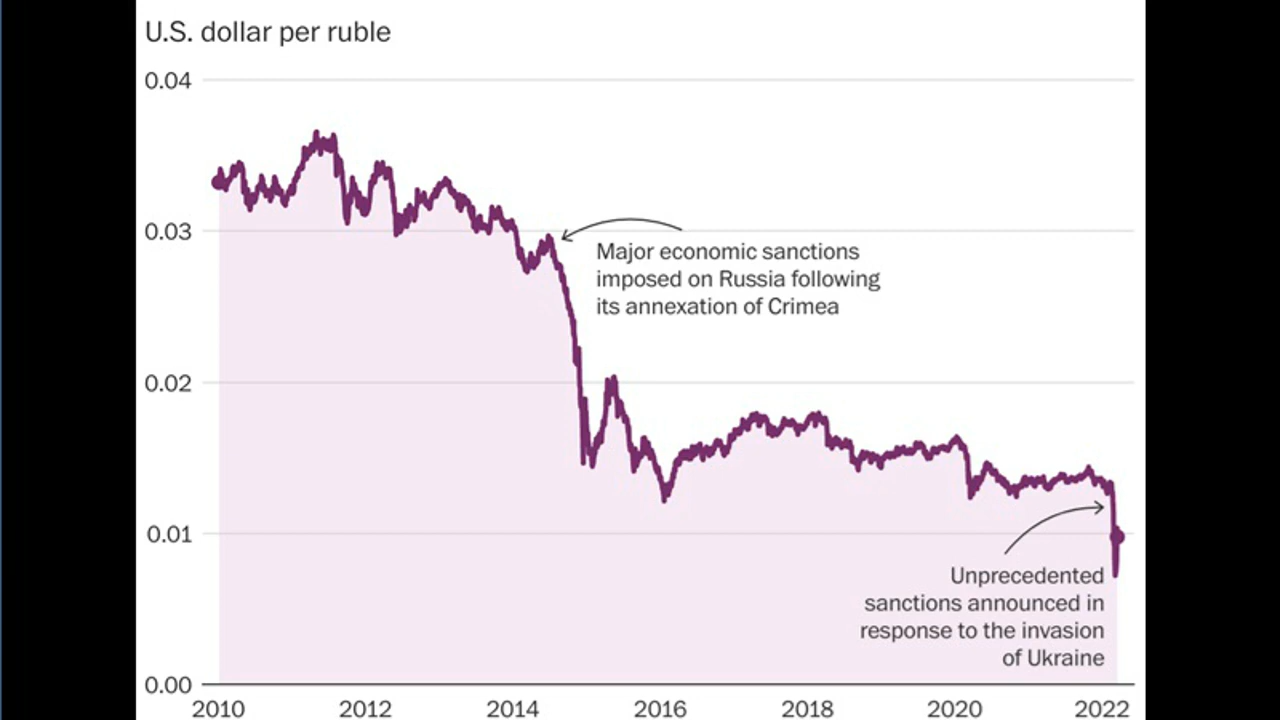 U.S. dollar per ruble
0.04
0.03
Major economic sanctions
imposed on Russia following
its annexation of Crimea
0.02
0.01
Unprecedented
sanctions announced in
response to the invasion
of Ukraine
0.00
2010 2012 2014 2016 2018 2020 2022